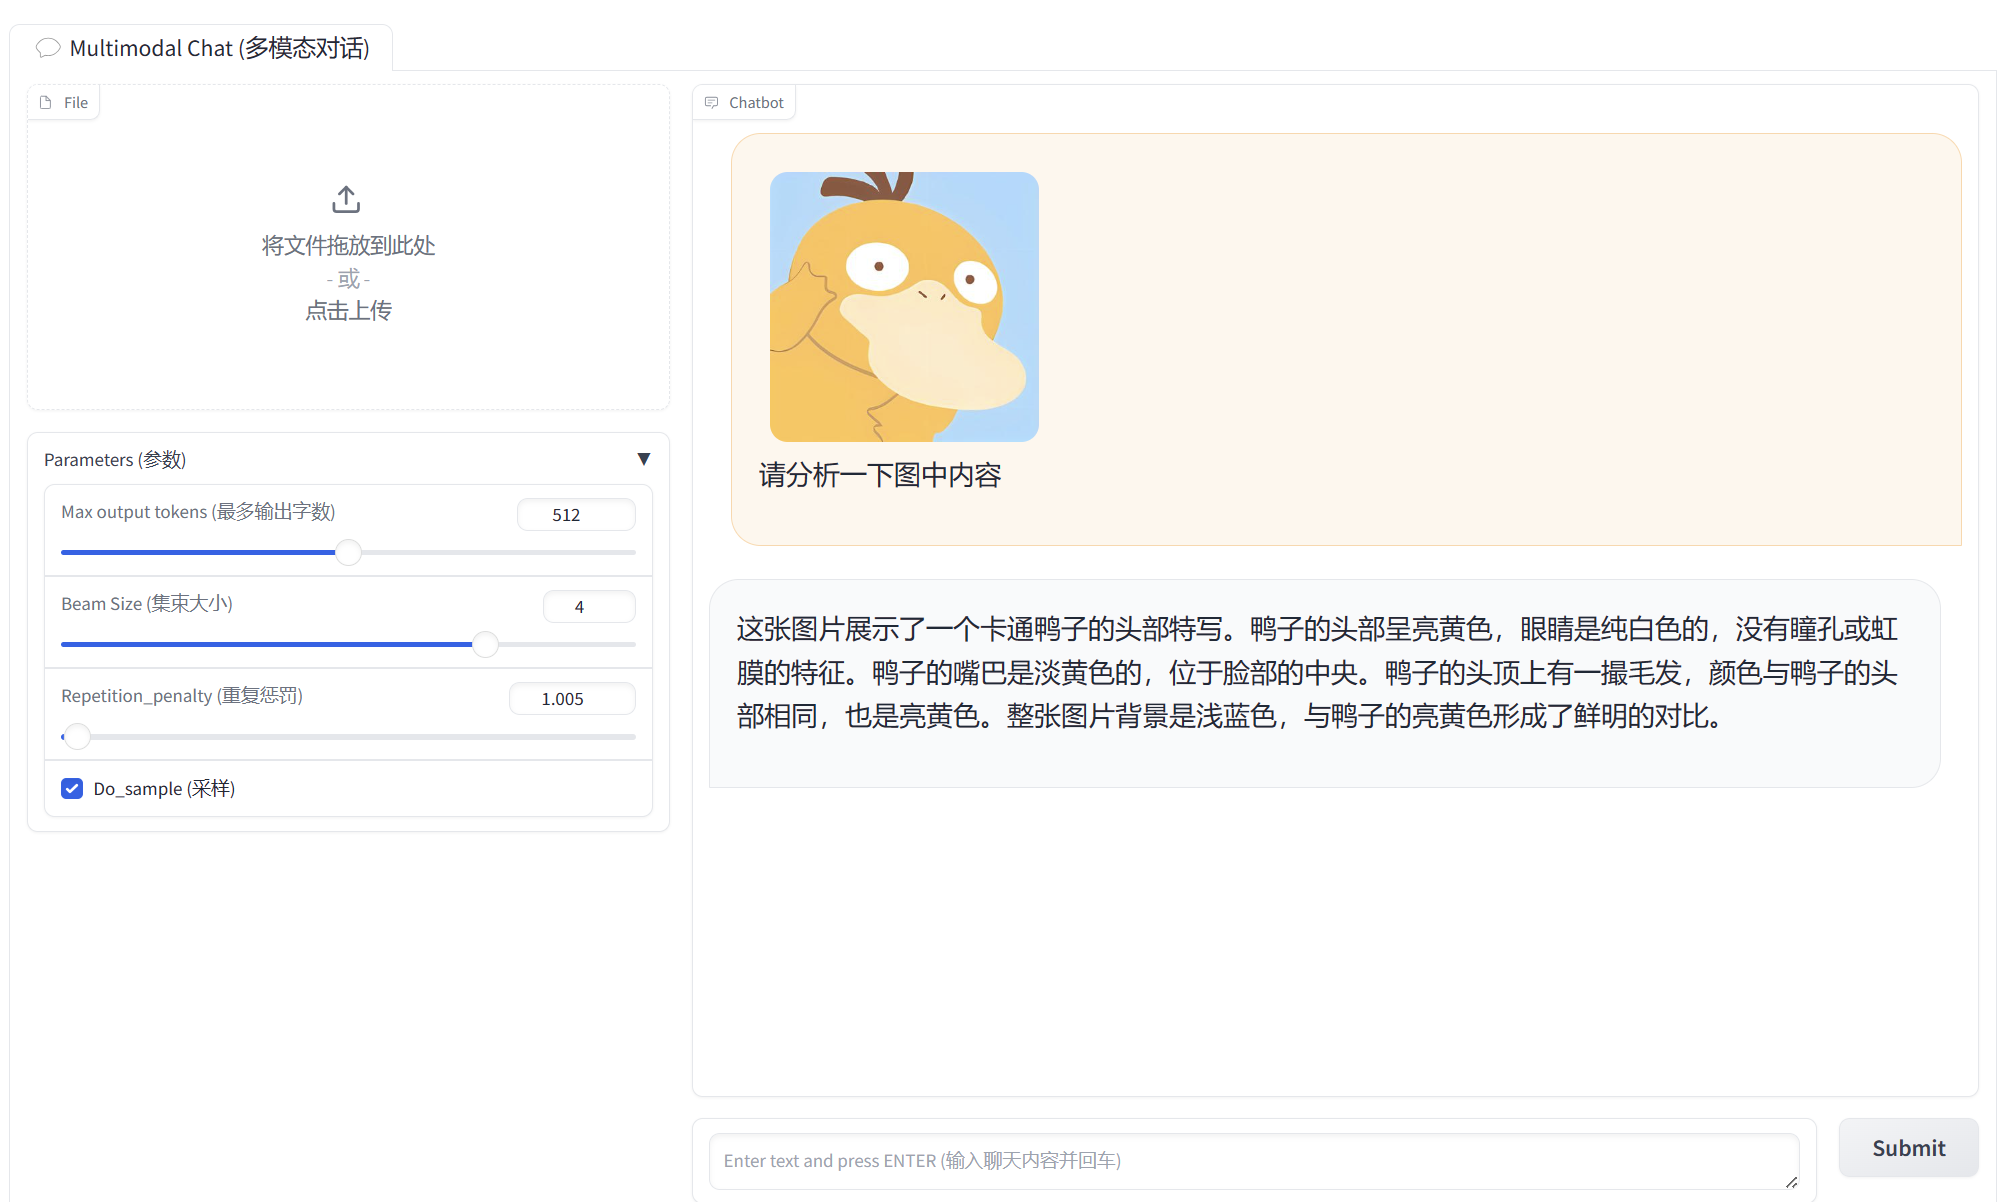 Multimodal Chat (多模态对话)
File
将文件拖放到此处
- 或 -
点击上传
Parameters (参数)
Max output tokens (最多输出字数)
512
Beam Size (集束大小)
4
Repetition_penalty (重复惩罚)
1.005
Do_sample (采样)
Chatbot
请分析一下图中内容
这张图片展示了一个卡通鸭子的头部特写。鸭子的头部呈亮黄色，眼睛是纯白色的，没有瞳孔或虹
膜的特征。鸭子的嘴巴是淡黄色的，位于脸部的中央。鸭子的头顶上有一撮毛发，颜色与鸭子的头
部相同，也是亮黄色。整张图片背景是浅蓝色，与鸭子的亮黄色形成了鲜明的对比。
Enter text and press ENTER (输入聊天内容并回车)
Submit